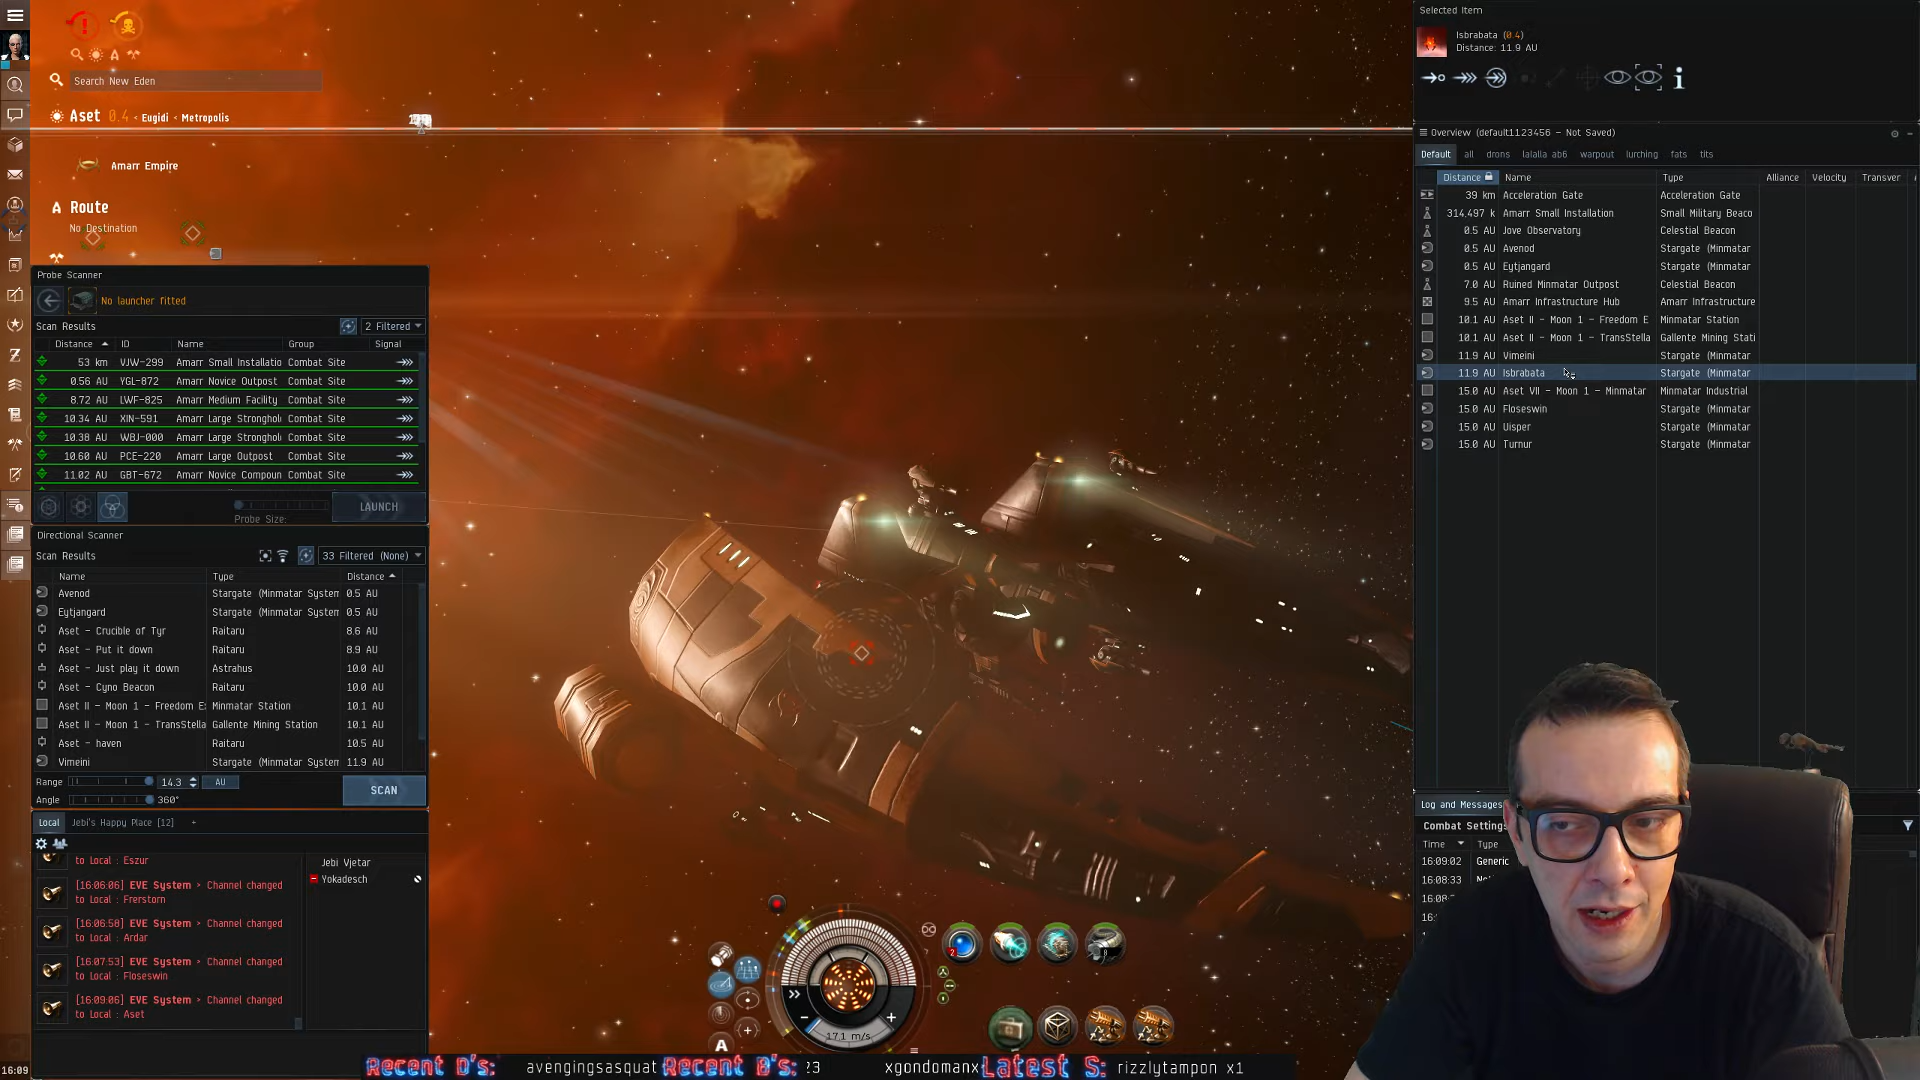 Search New Eden
Aset 0.4 < Eugidi < Metropolis
Amarr Empire
Route
No Destination
Probe Scanner
No launcher fitted
Scan Results
2 Filtered
Distance ID Name Group Signal
53 km VJW-299 Amarr Small Installatio Combat Site
0.56 AU YGL-872 Amarr Novice Outpost Combat Site
8.72 AU LWF-825 Amarr Medium Facility Combat Site
10.34 AU XIN-591 Amarr Large Stronghol Combat Site
10.38 AU WBJ-000 Amarr Large Stronghol Combat Site
10.60 AU PCE-220 Amarr Large Outpost Combat Site
11.02 AU GBT-672 Amarr Novice Compoun Combat Site
Probe Size:
LAUNCH
Directional Scanner
Scan Results
33 Filtered (None)
Name Type Distance
Avenod Stargate (Minmatar System 0.5 AU
Eytjangard Stargate (Minmatar System 0.5 AU
Aset - Crucible of Tyr Raitaru 8.6 AU
Aset - Put it down Raitaru 8.9 AU
Aset - Just play it down Astrahus 10.0 AU
Aset - Cyno Beacon Raitaru 10.0 AU
Aset II - Moon 1 - Freedom E Minmatar Station 10.1 AU
Aset II - Moon 1 - TransStella Gallente Mining Station 10.1 AU
Aset - haven Raitaru 10.5 AU
Vimeini Stargate (Minmatar System 11.9 AU
Range 14.3 AU
Angle 360°
SCAN
Local Jebi's Happy Place [12] +
to Local : Eszur
[16:06:06] EVE System > Channel changed
to Local : Frerstorn
[16:06:58] EVE System > Channel changed
to Local : Ardar
[16:07:53] EVE System > Channel changed
to Local : Floseswin
[16:09:06] EVE System > Channel changed
to Local : Aset
Jebi Vjetar
Yokadesch
16:09
17.1 m/s
2
8
A
Recent D's: avengingsasquat Recent B's: 23 xgondomanx Latest S: rizzlytampon x1
Selected Item
Isbrabata (0.4)
Distance: 11.9 AU
Overview (default1123456 - Not Saved)
Default all drons lalalla ab6 warpout lurching fats tits
Distance Name Type Alliance Velocity Transver
39 km Acceleration Gate Acceleration Gate
314,497 k Amarr Small Installation Small Military Beaco
0.5 AU Jove Observatory Celestial Beacon
0.5 AU Avenod Stargate (Minmatar
0.5 AU Eytjangard Stargate (Minmatar
7.0 AU Ruined Minmatar Outpost Celestial Beacon
9.5 AU Amarr Infrastructure Hub Amarr Infrastructure
10.1 AU Aset II - Moon 1 - Freedom E Minmatar Station
10.1 AU Aset II - Moon 1 - TransStella Gallente Mining Stati
11.9 AU Vimeini Stargate (Minmatar
11.9 AU Isbrabata Stargate (Minmatar
15.0 AU Aset VII - Moon 1 - Minmatar Minmatar Industrial
15.0 AU Floseswin Stargate (Minmatar
15.0 AU Uisper Stargate (Minmatar
15.0 AU Turnur Stargate (Minmatar
Log and Messages
Combat Settings
Time Type
16:09:02 Generic
16:08:33